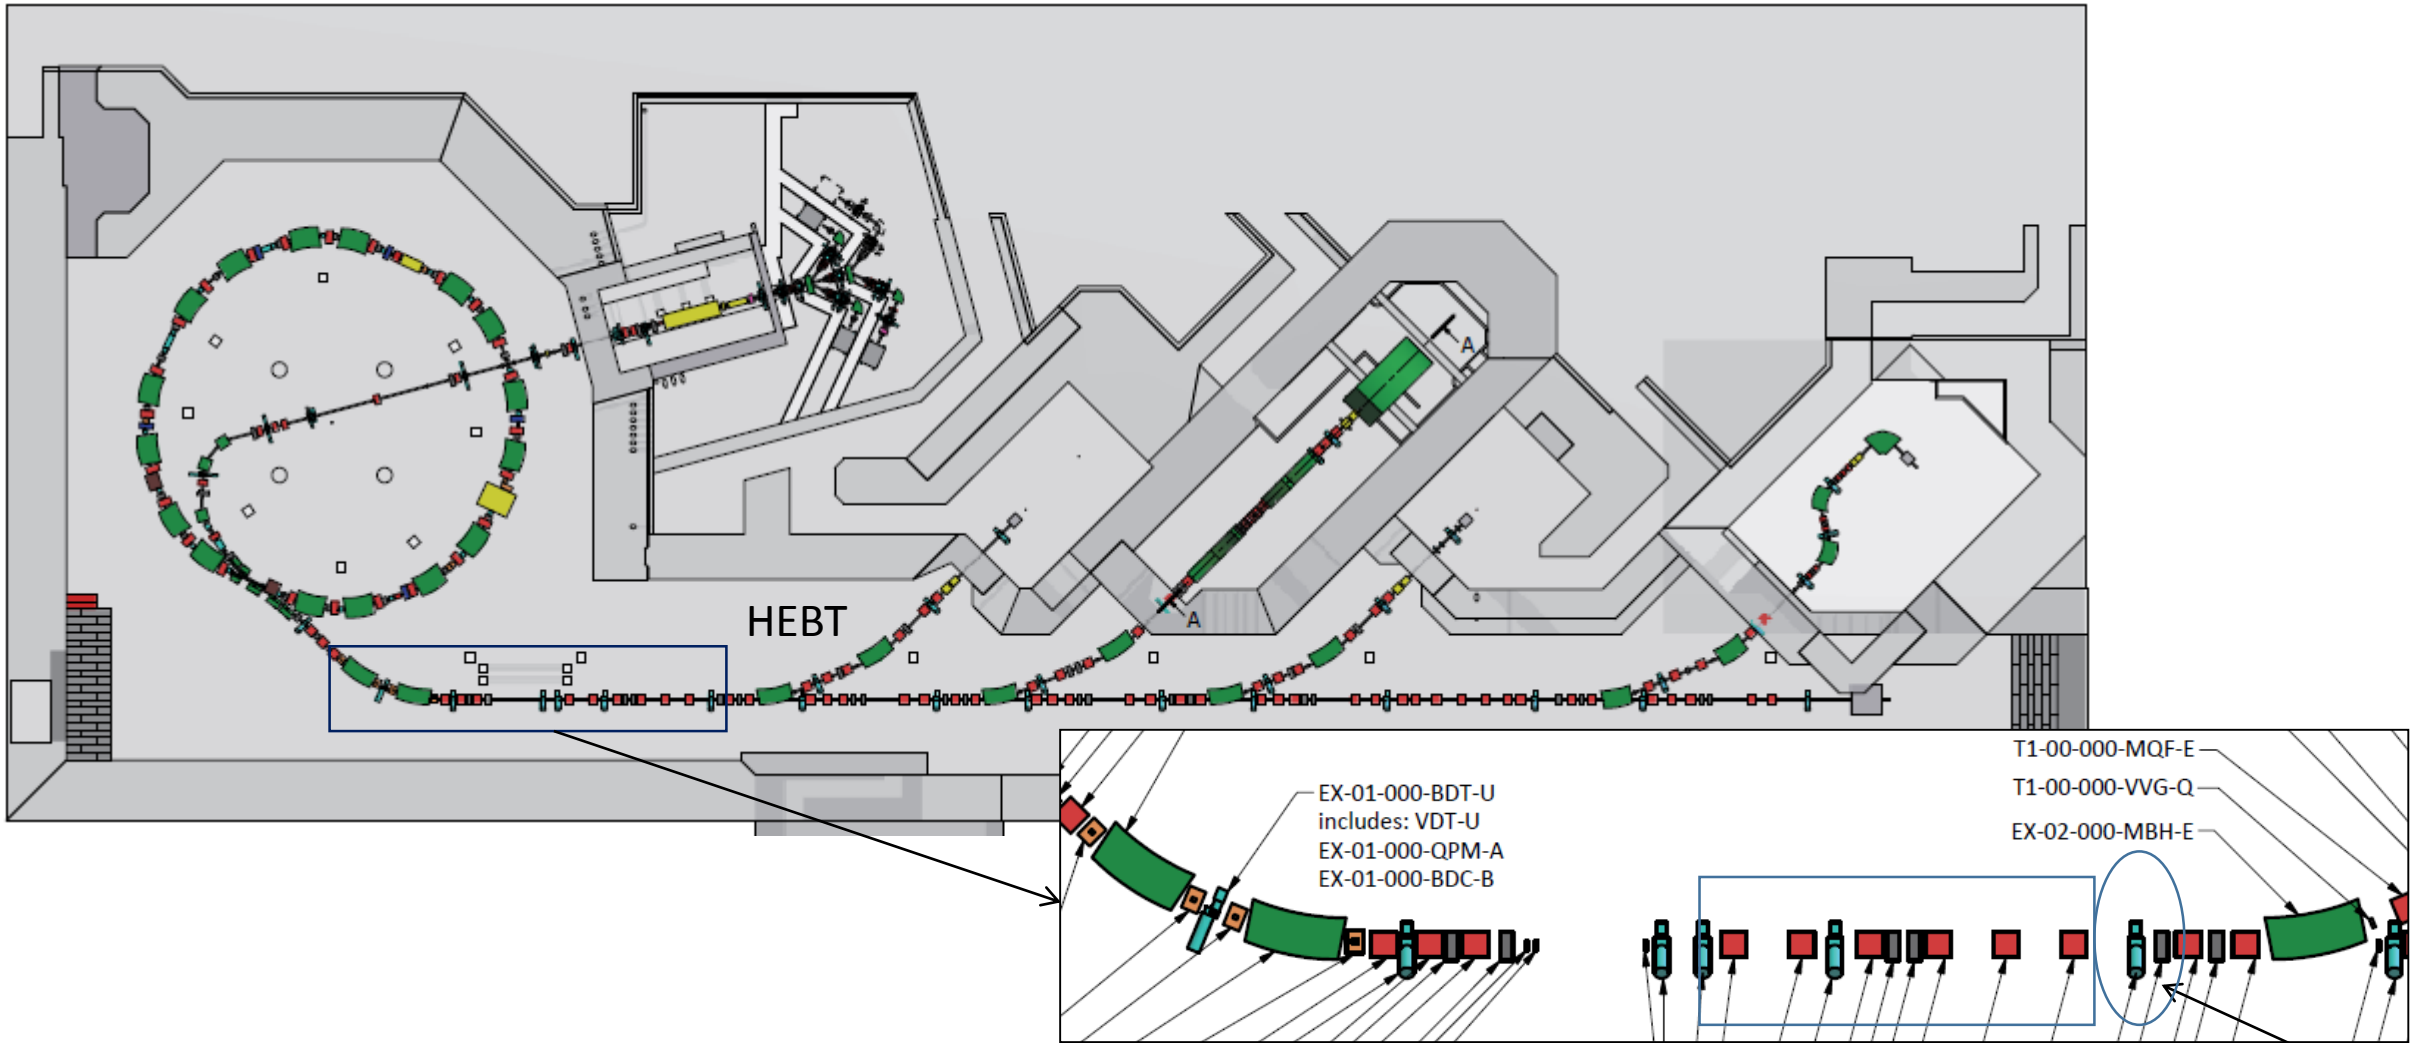 A
HEBT
A
T1-00-000-MQF-E
T1-00-000-VVG-Q
EX-02-000-MBH-E
EX-01-000-BDT-U
includes: VDT-U
EX-01-000-QPM-A
EX-01-000-BDC-B